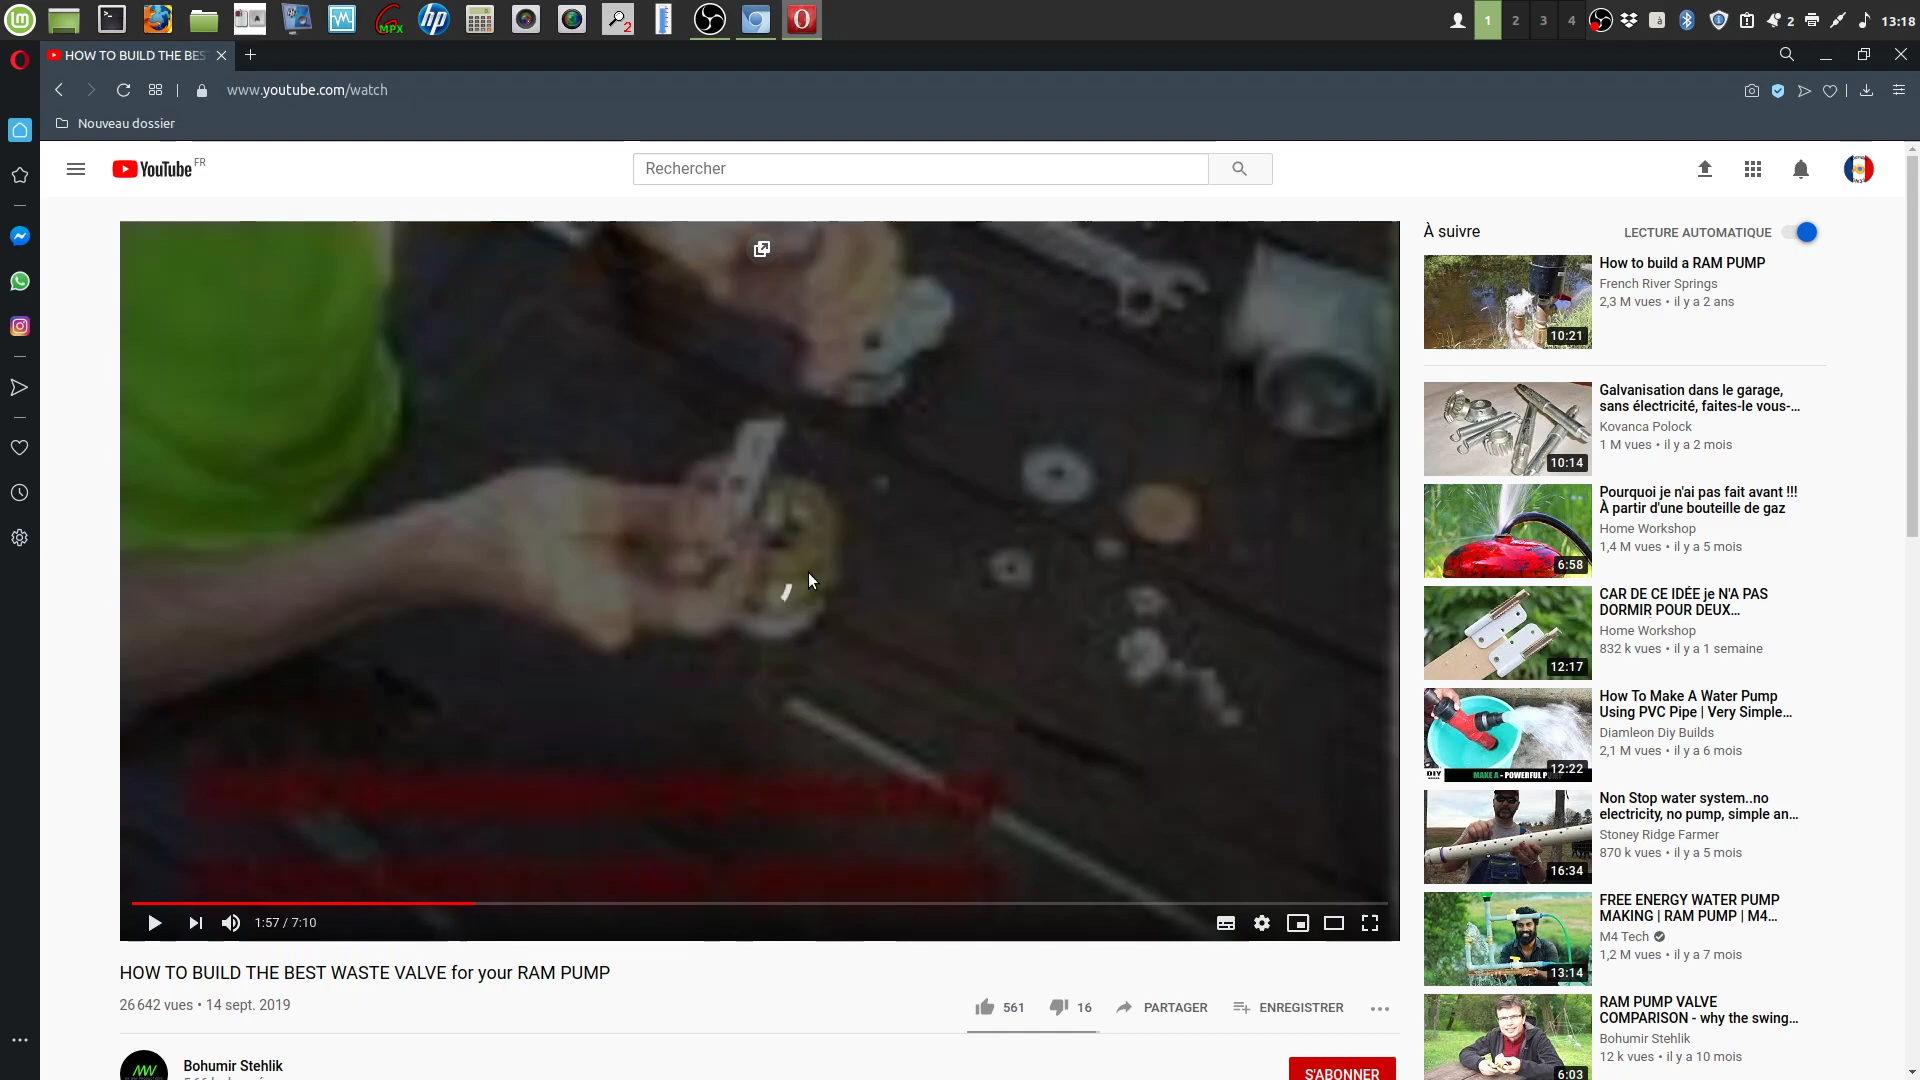 MPX
2
1
2
3
4
à
2
13:18
HOW TO BUILD THE BES
www.youtube.com/watch
Nouveau dossier
YouTube FR
Rechercher
À suivre
LECTURE AUTOMATIQUE
How to build a RAM PUMP
French River Springs
2,3 M vues • il y a 2 ans
10:21
Galvanisation dans le garage,
sans électricité, faites-le vous-...
Kovanca Polock
1 M vues • il y a 2 mois
10:14
Pourquoi je n'ai pas fait avant !!!
À partir d'une bouteille de gaz
Home Workshop
1,4 M vues • il y a 5 mois
6:58
CAR DE CE IDÉE je N'A PAS
DORMIR POUR DEUX...
Home Workshop
832 k vues • il y a 1 semaine
12:17
How To Make A Water Pump
Using PVC Pipe | Very Simple...
Diamleon Diy Builds
2,1 M vues • il y a 6 mois
12:22
DIY
MAKE A - POWERFUL P
Non Stop water system..no
electricity, no pump, simple an...
Stoney Ridge Farmer
870 k vues • il y a 5 mois
16:34
FREE ENERGY WATER PUMP
MAKING | RAM PUMP | M4...
M4 Tech
1,2 M vues • il y a 7 mois
13:14
RAM PUMP VALVE
COMPARISON - why the swing...
Bohumir Stehlik
12 k vues • il y a 10 mois
6:03
1:57 / 7:10
HOW TO BUILD THE BEST WASTE VALVE for your RAM PUMP
26 642 vues • 14 sept. 2019
561
16
PARTAGER
ENREGISTRER
Bohumir Stehlik
S'ABONNER